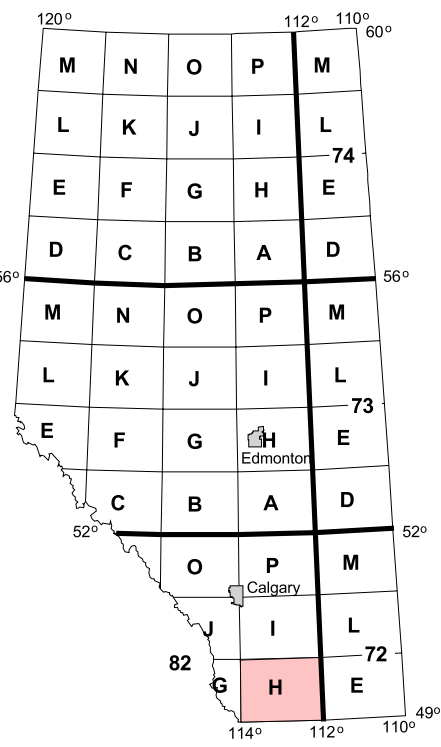 120° 112° 110°
60°
M N O P M
L K J I L
74
E F G H E
D C B A D
56° 56°
M N O P M
L K J I L
73
E F G H E
Edmonton
C B A D
52° 52°
O P M
Calgary
J I L
82 72
G H E
49°
114° 112° 110°